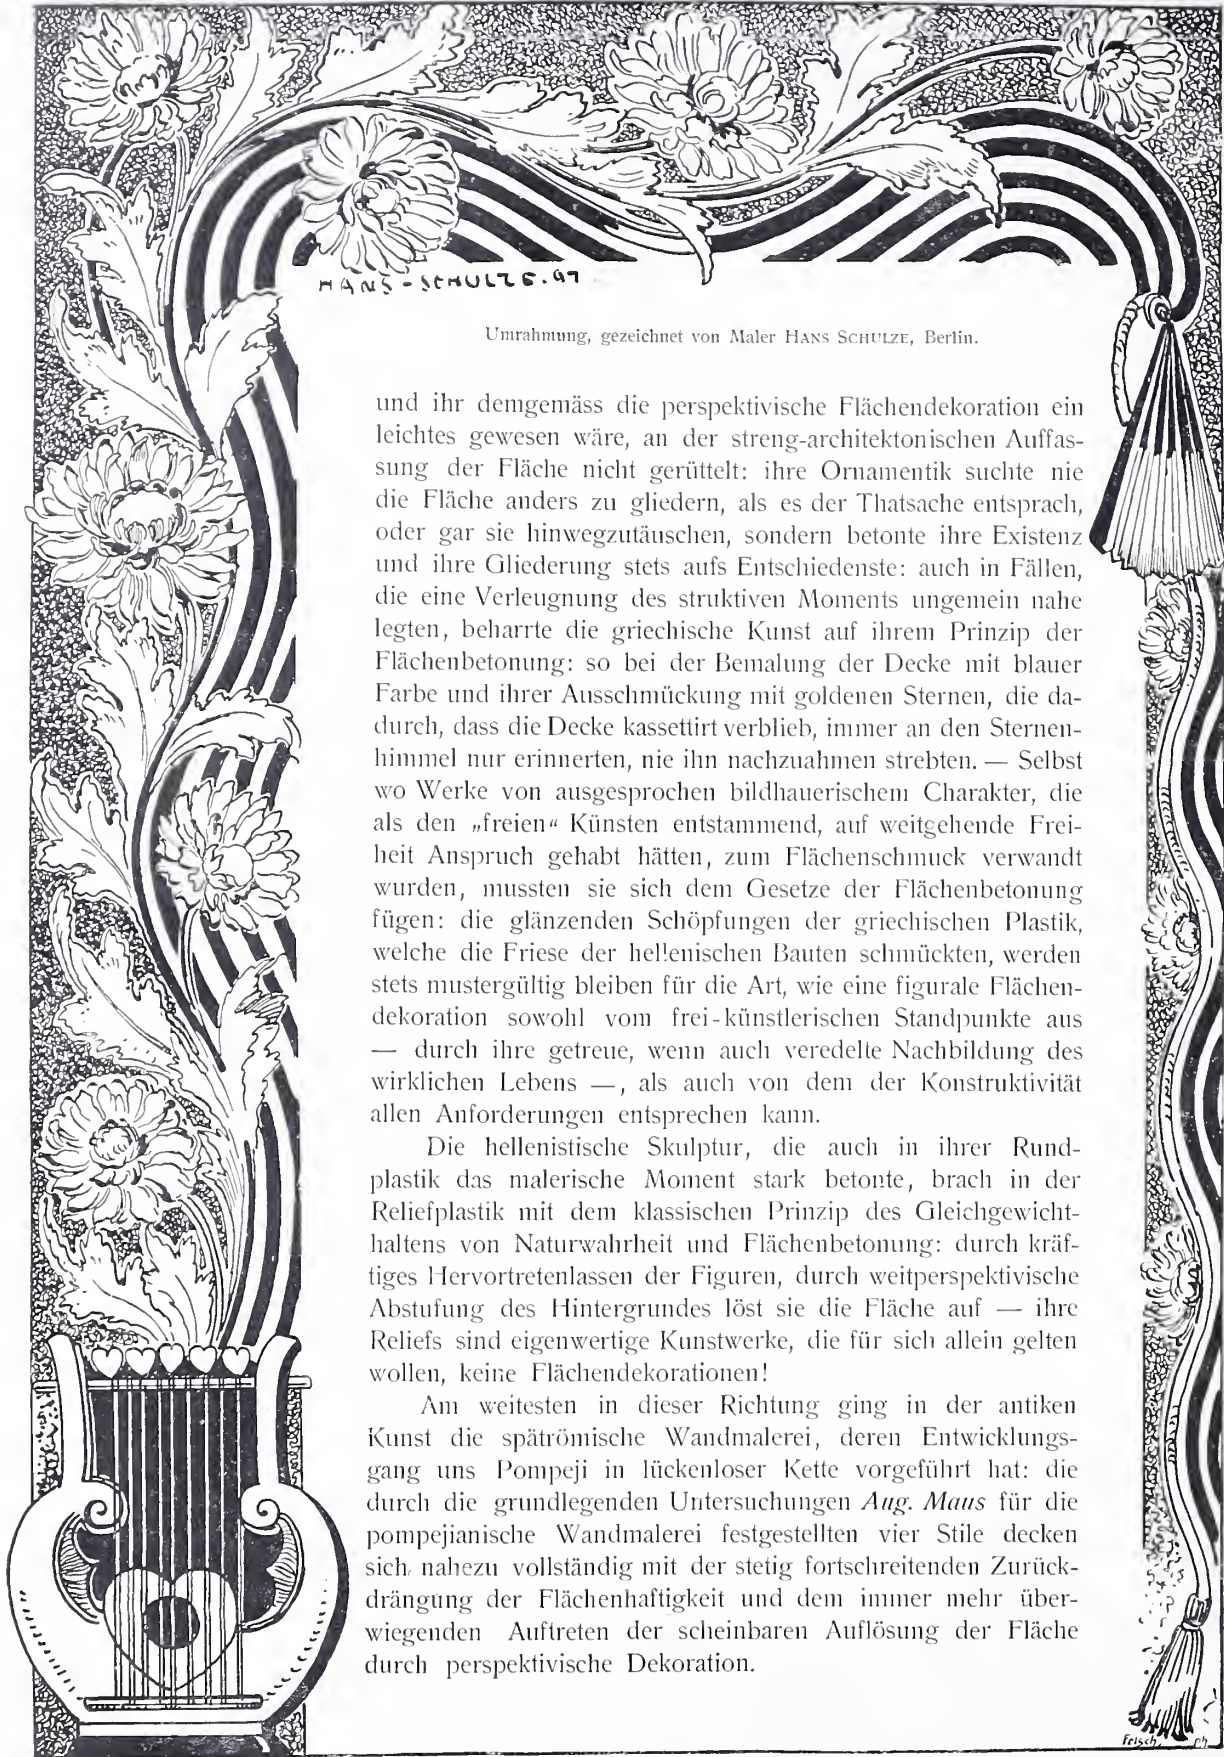 HANS-SCHULZE.97
Umrahmung, gezeichnet von Maler HANS SCHULZE, Berlin.
und ihr demgemäss die perspektivische Flächendekoration ein
leichtes gewesen wäre, an der streng-architektonischen Auffas-
sung der Fläche nicht gerüttelt: ihre Ornamentik suchte nie
die Fläche anders zu gliedern, als es der Thatsache entsprach,
oder gar sie hinwegzutäuschen, sondern betonte ihre Existenz
und ihre Gliederung stets aufs Entschiedenste: auch in Fällen,
die eine Verleugnung des struktiven Moments ungemein nahe
legten, beharrte die griechische Kunst auf ihrem Prinzip der
Flächenbetonung: so bei der Bemalung der Decke mit blauer
Farbe und ihrer Ausschmückung mit goldenen Sternen, die da-
durch, dass die Decke kassettirt verblieb, immer an den Sternen-
himmel nur erinnerten, nie ihn nachzuahmen strebten. — Selbst
wo Werke von ausgesprochen bildhauerischem Charakter, die
als den „freien“ Künsten entstammend, auf weitgehende Frei-
heit Anspruch gehabt hätten, zum Flächenschmuck verwandt
wurden, mussten sie sich dem Gesetze der Flächenbetonung
fügen: die glänzenden Schöpfungen der griechischen Plastik,
welche die Friese der hellenischen Bauten schmückten, werden
stets mustergültig bleiben für die Art, wie eine figurale Flächen-
dekoration sowohl vom frei-künstlerischen Standpunkte aus
— durch ihre getreue, wenn auch veredelte Nachbildung des
wirklichen Lebens —, als auch von dem der Konstruktivität
allen Anforderungen entsprechen kann.
Die hellenistische Skulptur, die auch in ihrer Rund-
plastik das malerische Moment stark betonte, brach in der
Reliefplastik mit dem klassischen Prinzip des Gleichgewicht-
haltens von Naturwahrheit und Flächenbetonung: durch kräf-
tiges Hervortretenlassen der Figuren, durch weitperspektivische
Abstufung des Hintergrundes löst sie die Fläche auf — ihre
Reliefs sind eigenwertige Kunstwerke, die für sich allein gelten
wollen, keine Flächendekorationen!
Am weitesten in dieser Richtung ging in der antiken
Kunst die spätrömische Wandmalerei, deren Entwicklungs-
gang uns Pompeji in lückenloser Kette vorgeführt hat: die
durch die grundlegenden Untersuchungen Aug. Maus für die
pompejianische Wandmalerei festgestellten vier Stile decken
sich nahezu vollständig mit der stetig fortschreitenden Zurück-
drängung der Flächenhaftigkeit und dem immer mehr über-
wiegenden Auftreten der scheinbaren Auflösung der Fläche
durch perspektivische Dekoration.